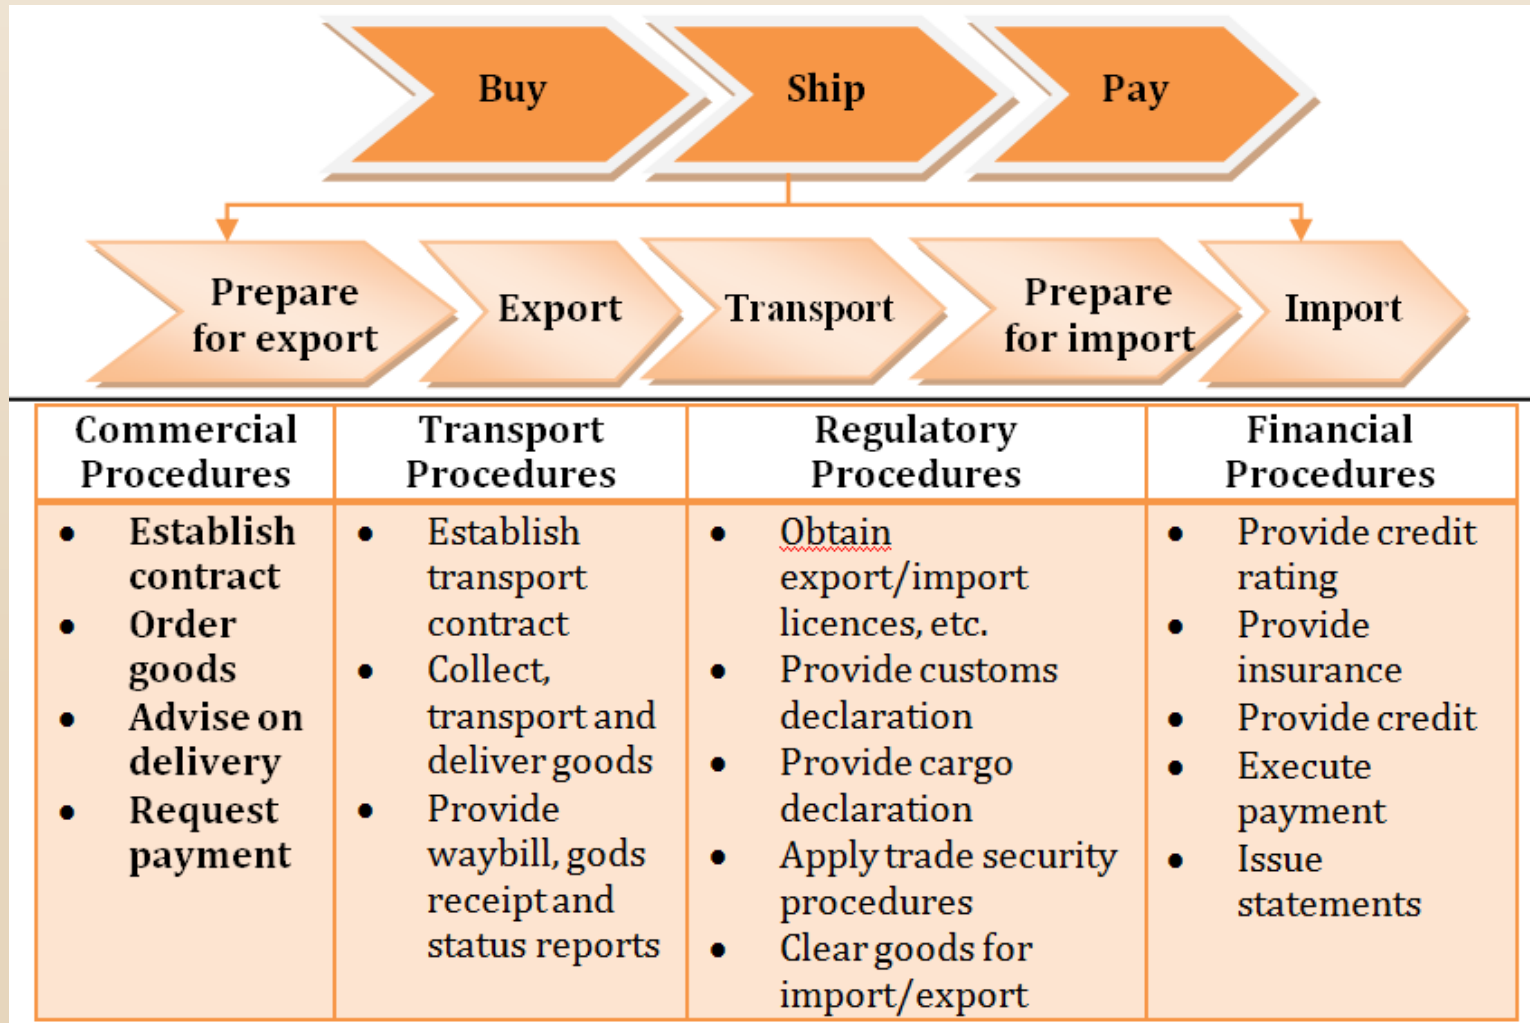 Buy
Ship
Pay
Prepare
for export
Export
Transport
Prepare
for import
Import
Commercial
Procedures
Transport
Procedures
Regulatory
Procedures
Financial
Procedures
• Establish
contract
• Order
goods
• Advise on
delivery
• Request
payment
• Establish
transport
contract
• Collect,
transport and
deliver goods
• Provide
waybill, gods
receipt and
status reports
• Obtain
export/import
licences, etc.
• Provide customs
declaration
• Provide cargo
declaration
• Apply trade security
procedures
• Clear goods for
import/export
• Provide credit
rating
• Provide
insurance
• Provide credit
• Execute
payment
• Issue
statements